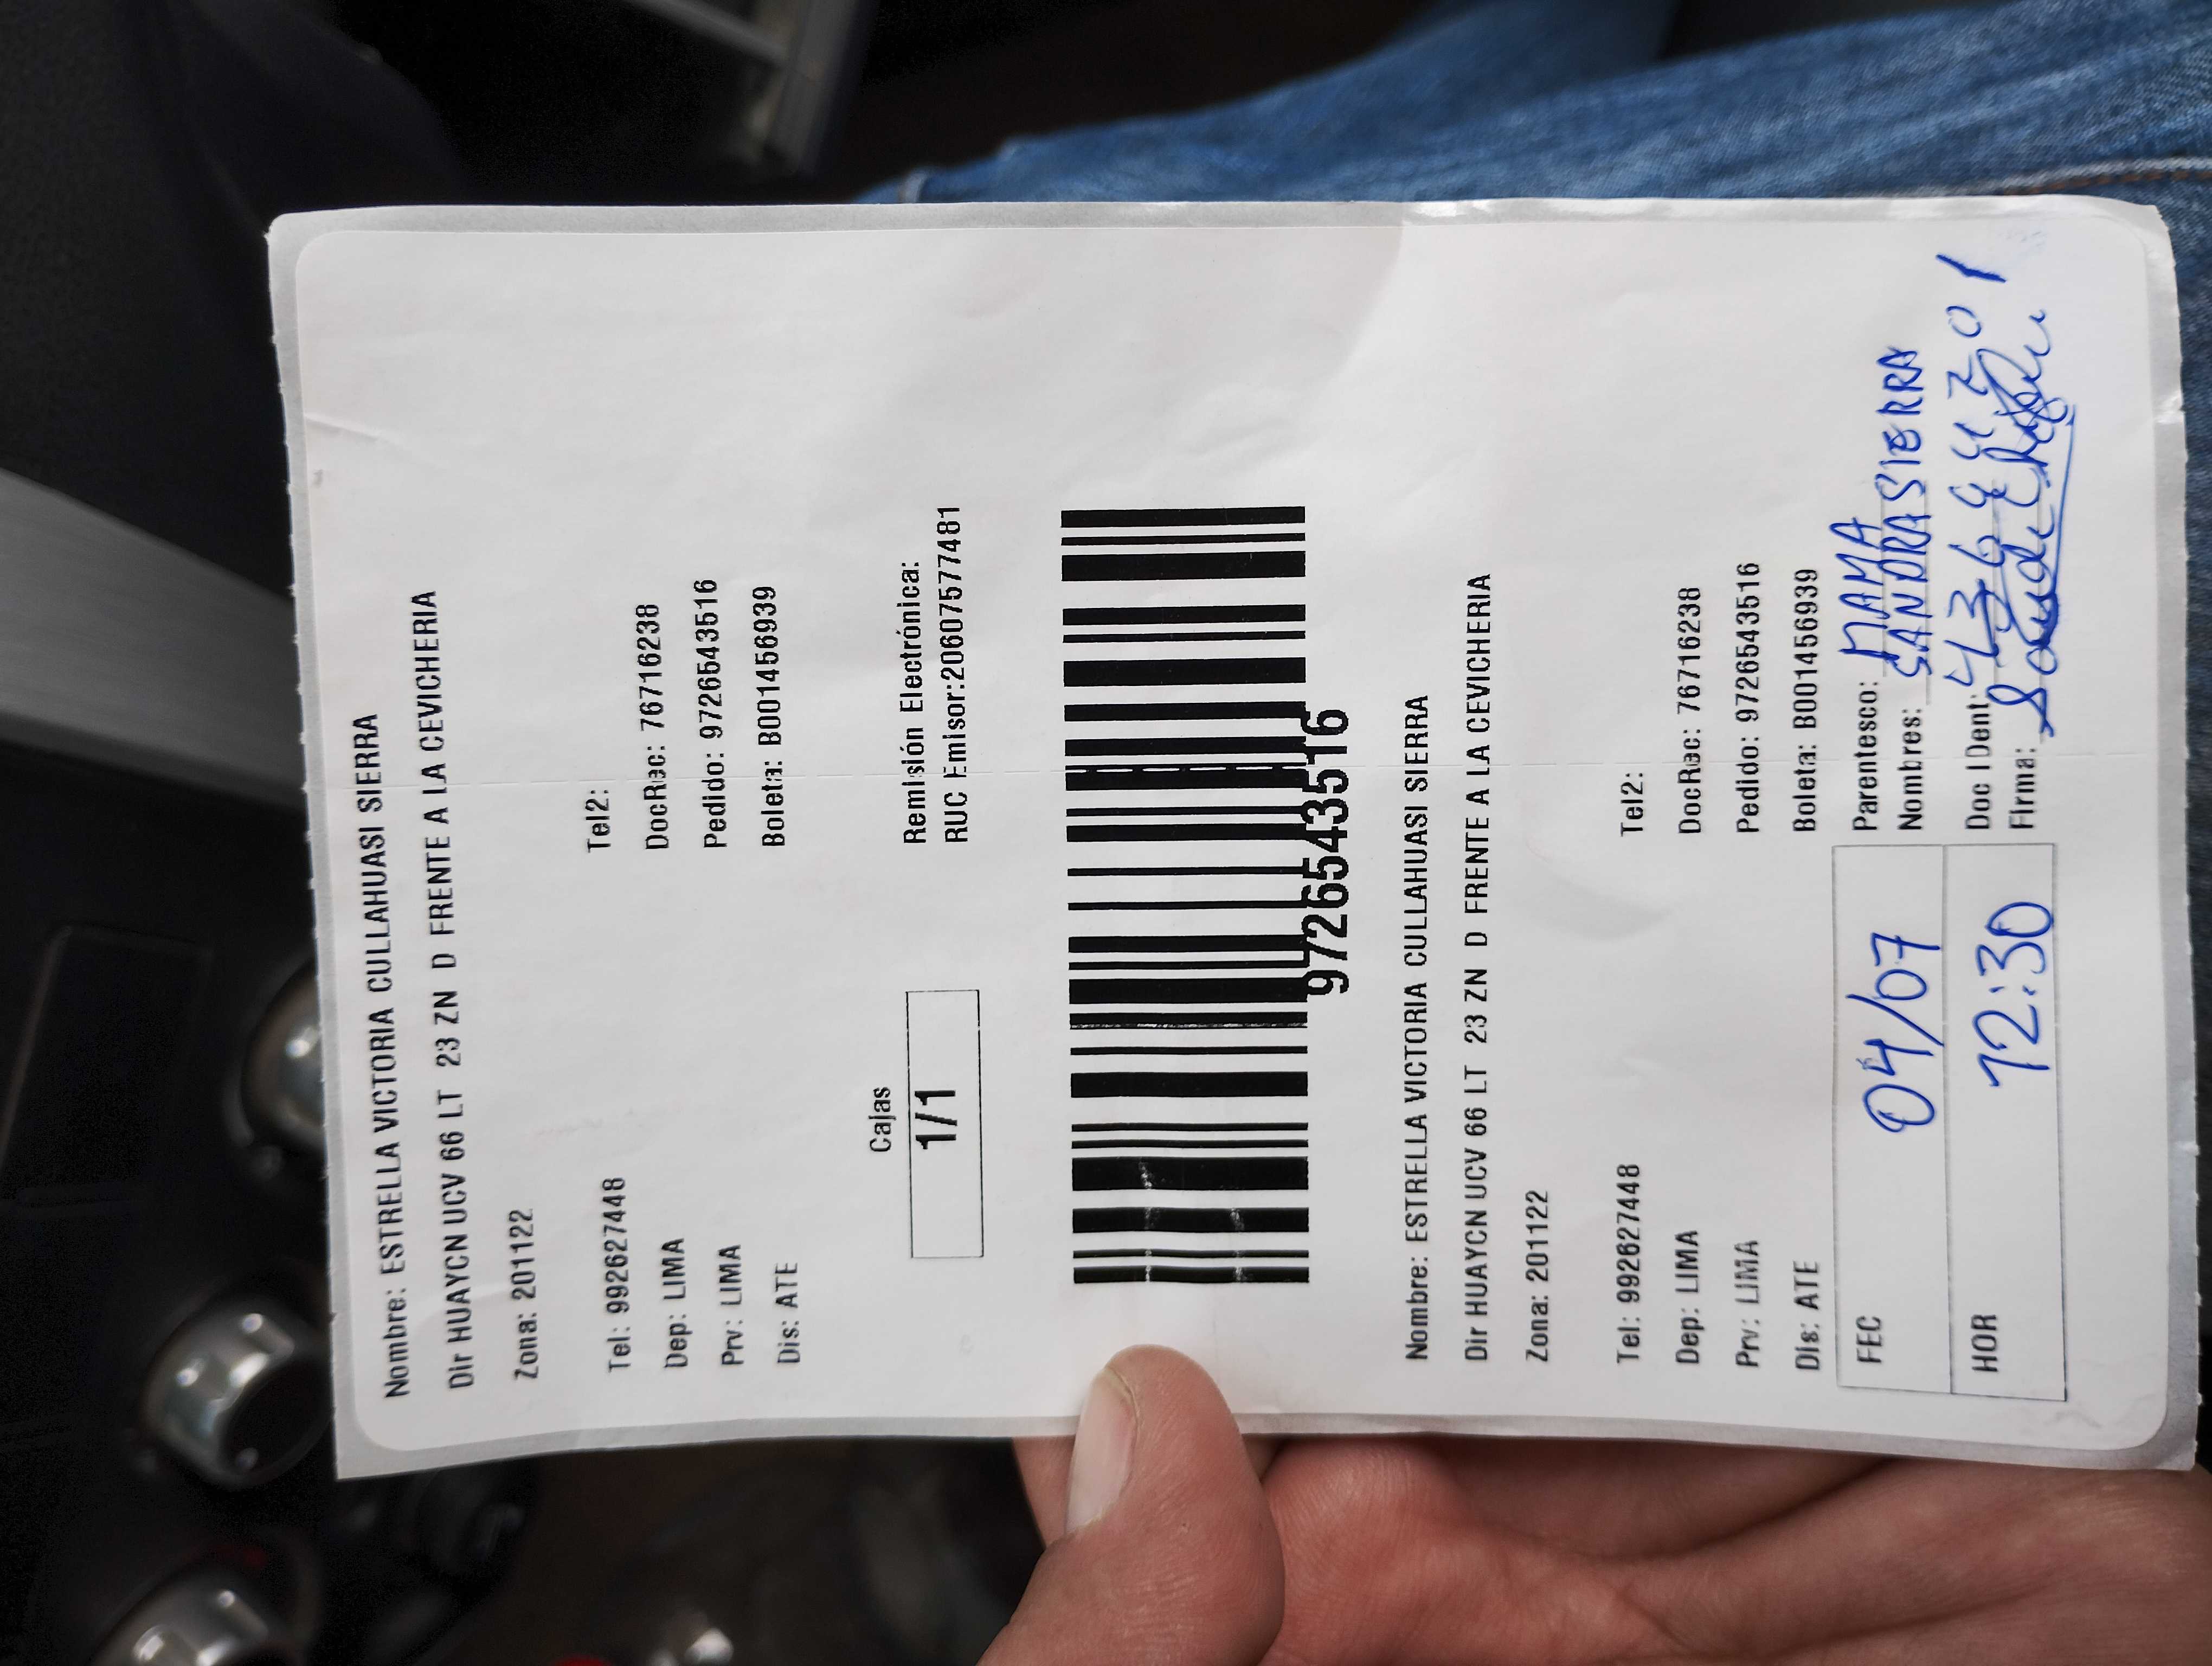 Nombre: ESTRELLA VICTORIA CULLAHUASI SIERRA
Dir HUAYCN UCV 66 LT 23 ZN D FRENTE A LA CEVICHERIA
Zona: 201122
Tel: 992627448 Tel2:
Dep: LIMA DocRec: 76716238
Prv: LIMA Pedido: 9726543516
Dis: ATE Boleta: B001456939
Cajas
1/1
Remisión Electrónica:
RUC Emisor:20607577481
9726543516
Nombre: ESTRELLA VICTORIA CULLAHUASI SIERRA
Dir HUAYCN UCV 66 LT 23 ZN D FRENTE A LA CEVICHERIA
Zona: 201122
Tel: 992627448 Tel2:
Dep: LIMA DocRec: 76716238
Prv: LIMA Pedido: 9726543516
Dis: ATE Boleta: B001456939
FEC 04/07 Parentesco: MAMA
Nombres: SANDRA SIERRA
HOR 12:30 Doc IDent:
Firma: